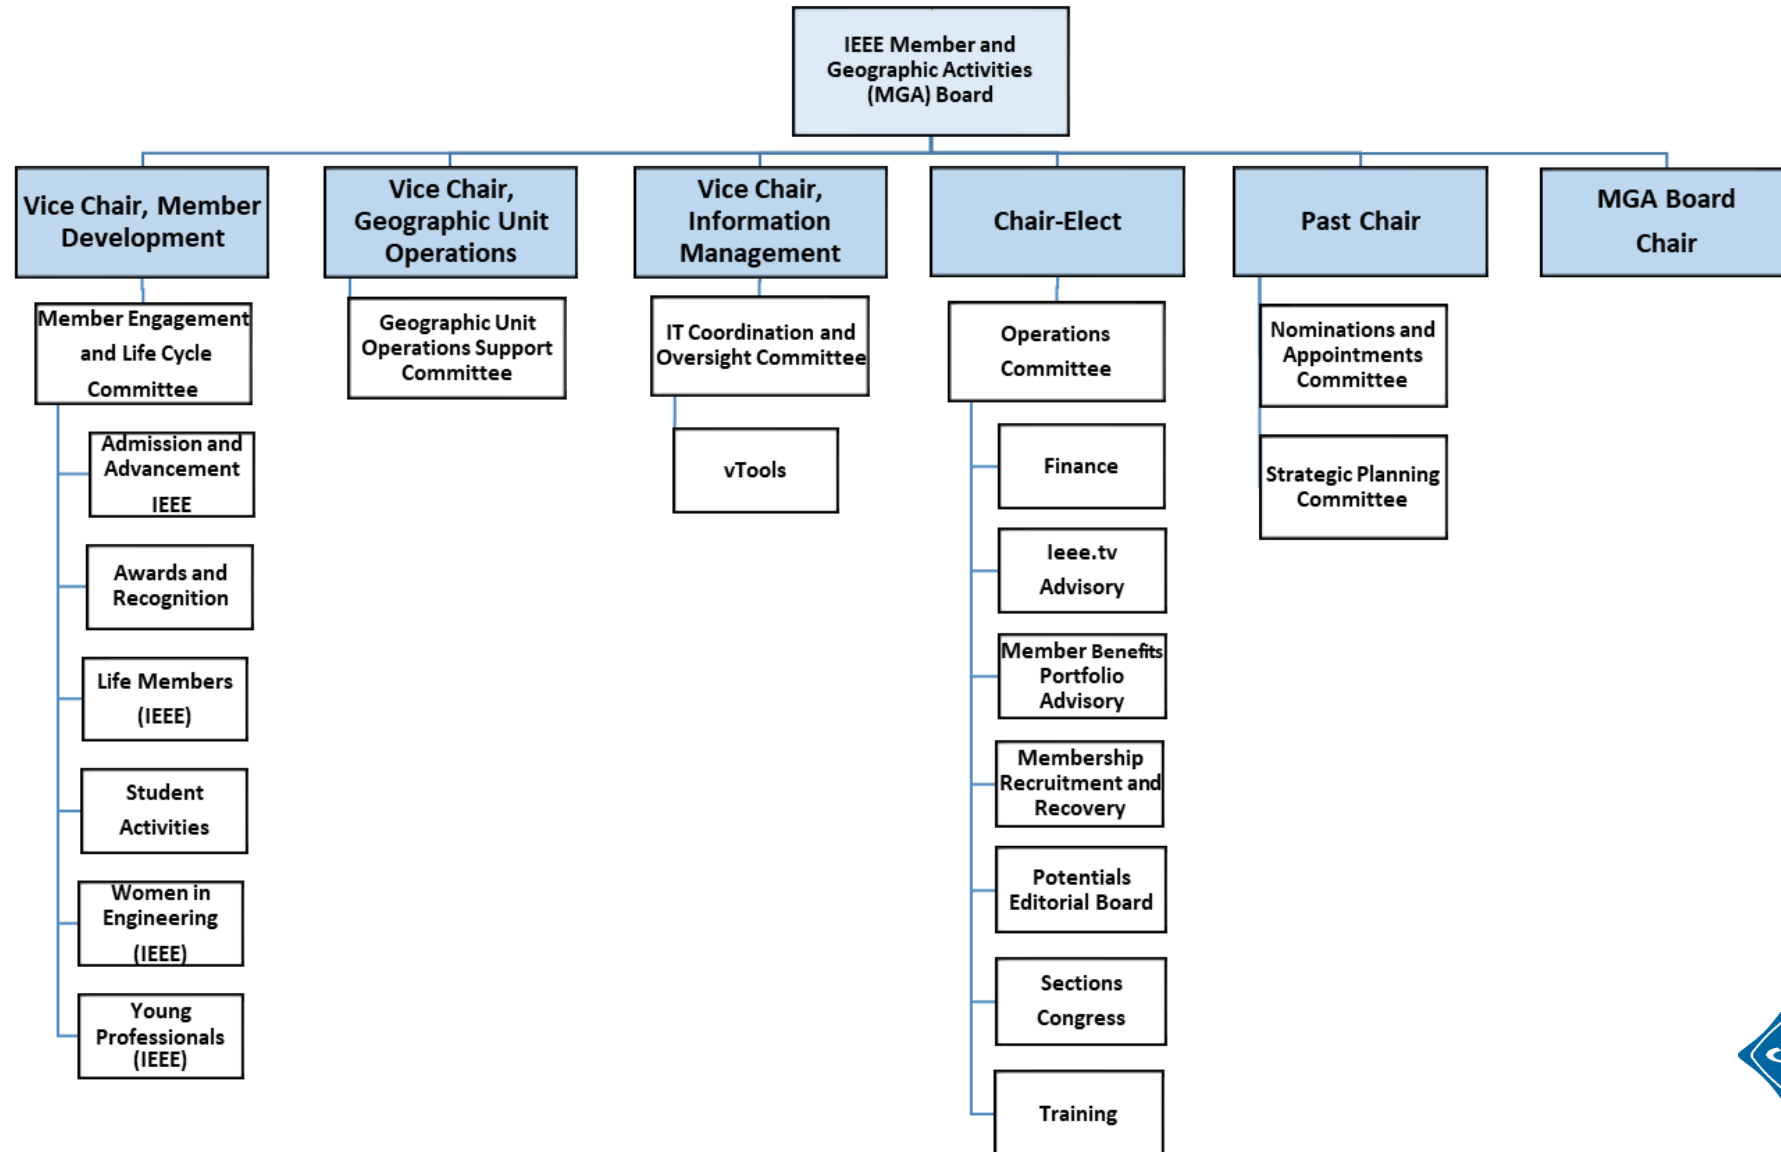 IEEE Member and
Geographic Activities
(MGA) Board
Vice Chair, Member
Development
Vice Chair,
Geographic Unit
Operations
Vice Chair,
Information
Management
Chair-Elect
Past Chair
MGA Board
Chair
Member Engagement
and Life Cycle
Committee
Geographic Unit
Operations Support
Committee
IT Coordination and
Oversight Committee
Operations
Committee
Nominations and
Appointments
Committee
Admission and
Advancement
IEEE
vTools
Finance
Strategic Planning
Committee
Awards and
Recognition
Ieee.tv
Advisory
Life Members
(IEEE)
Member Benefits
Portfolio
Advisory
Student
Activities
Membership
Recruitment and
Recovery
Women in
Engineering
(IEEE)
Potentials
Editorial Board
Young
Professionals
(IEEE)
Sections
Congress
Training